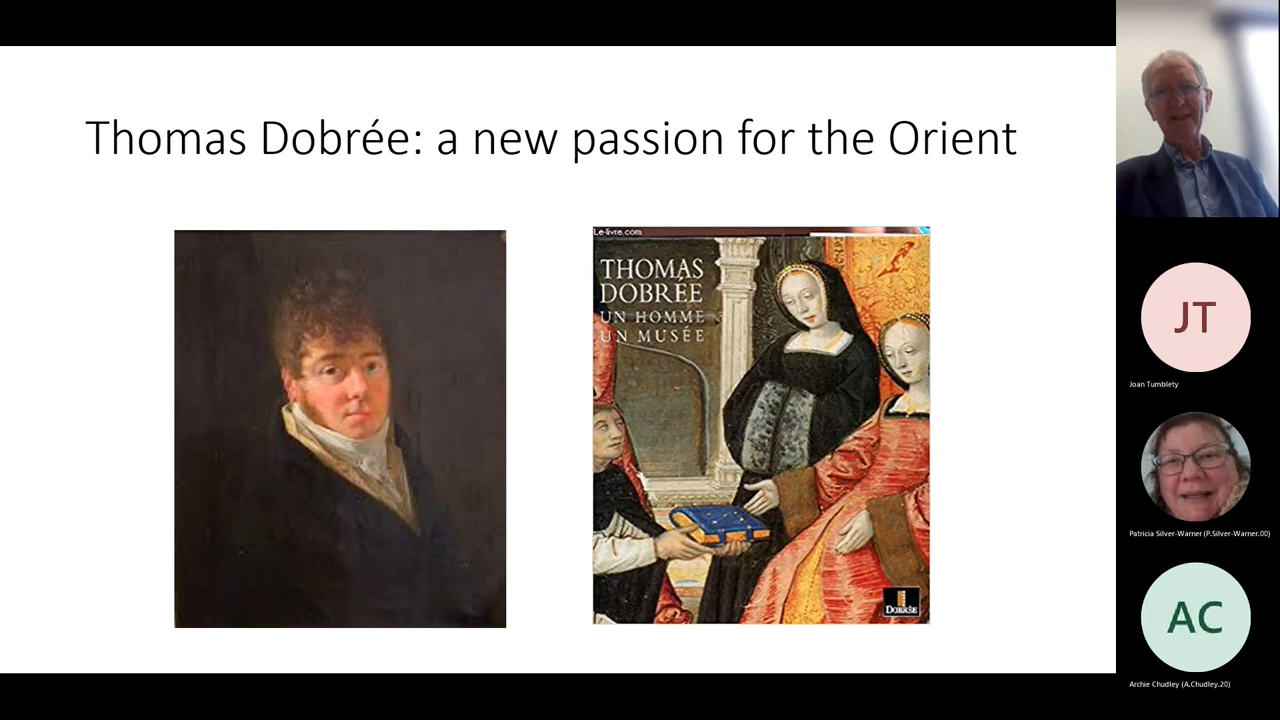 Thomas Dobrée: a new passion for the Orient
Le-livre.com
THOMAS
DOBRÉE
UN HOMME
UN MUSÉE
DOBRÉE
JT
Joan Tumblety
Patricia Silver-Warner (P.Silver-Warner.00)
AC
Archie Chudley (A.Chudley.20)